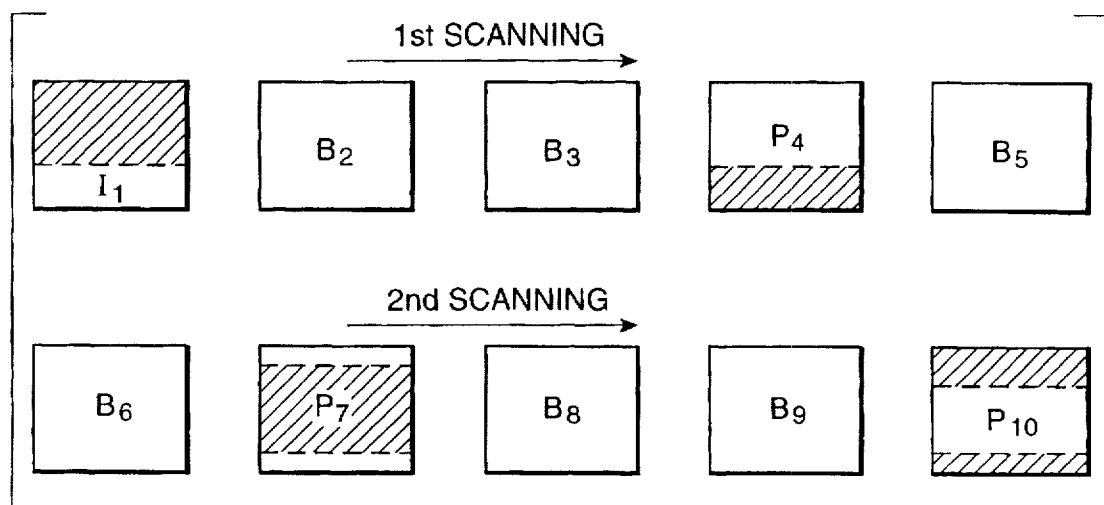 1st SCANNING
I1 B2 B3 P4 B5
2nd SCANNING
B6 P7 B8 B9 P10